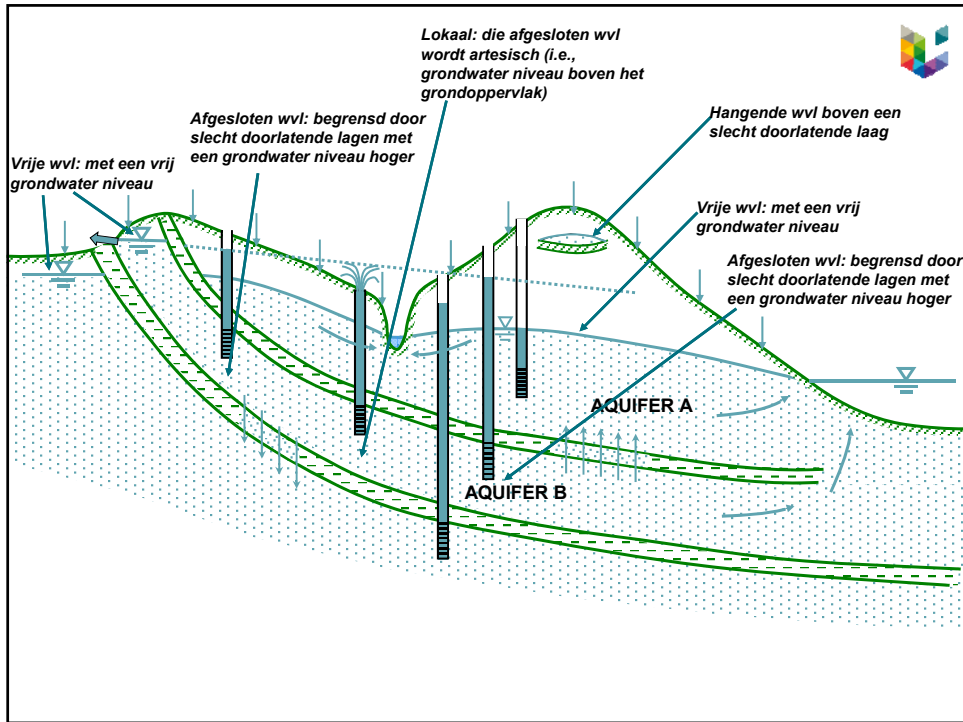 Lokaal: die afgesloten wvl
wordt artesisch (i.e.,
grondwater niveau boven het
grondoppervlak)
Afgesloten wvl: begrensd door
slecht doorlatende lagen met
een grondwater niveau hoger
Hangende wvl boven een
slecht doorlatende laag
Vrije wvl: met een vrij
grondwater niveau
Vrije wvl: met een vrij
grondwater niveau
Afgesloten wvl: begrensd door
slecht doorlatende lagen met
een grondwater niveau hoger
AQUIFER A
AQUIFER B